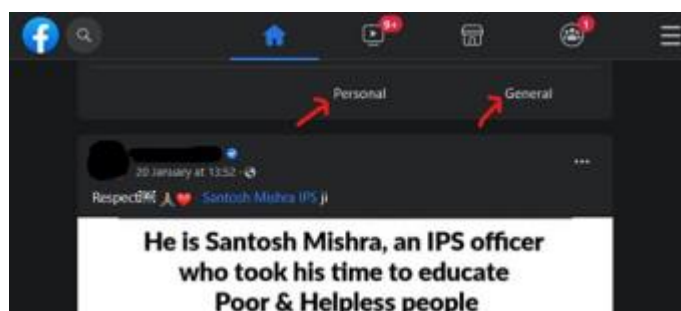 9+
1
Personal General
20 January at 13:52 ·
Respect Santosh Mishra IPS ji
He is Santosh Mishra, an IPS officer
who took his time to educate
Poor & Helpless people